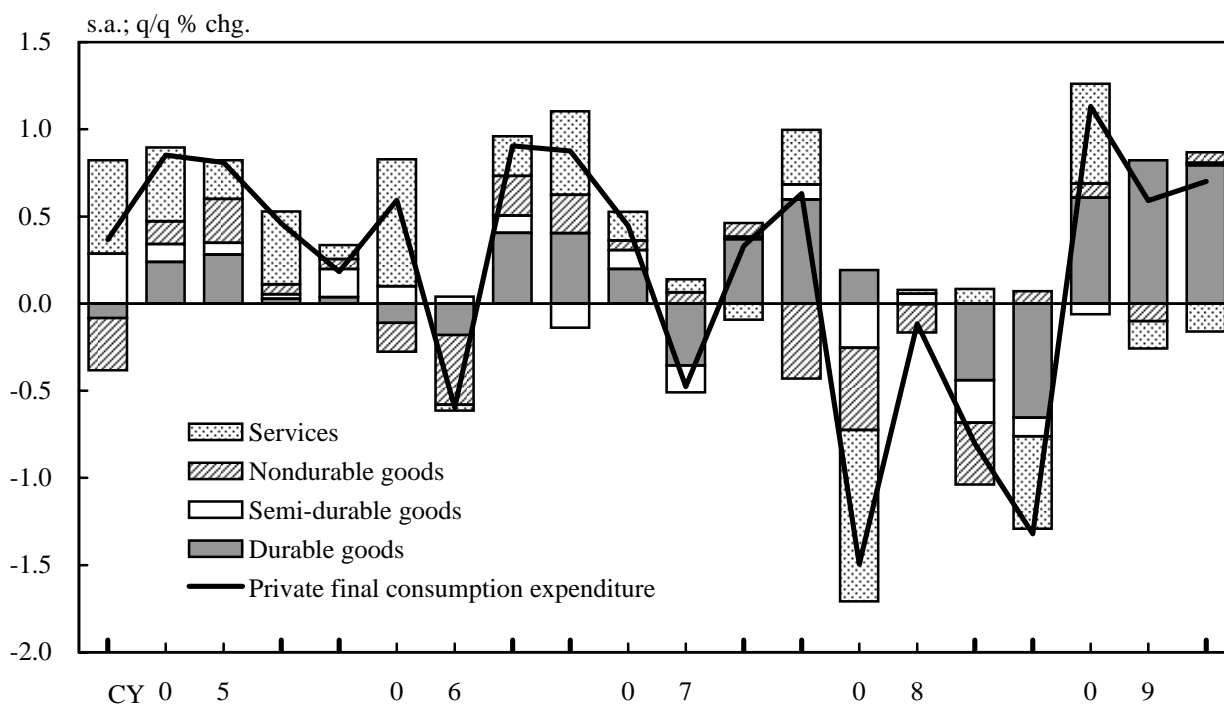 s.a.; q/q % chg.
1.5
1.0
0.5
0.0
-0.5
-1.0
-1.5
-2.0
Services
Nondurable goods
Semi-durable goods
Durable goods
Private final consumption expenditure
CY 0 5 0 6 0 7 0 8 0 9